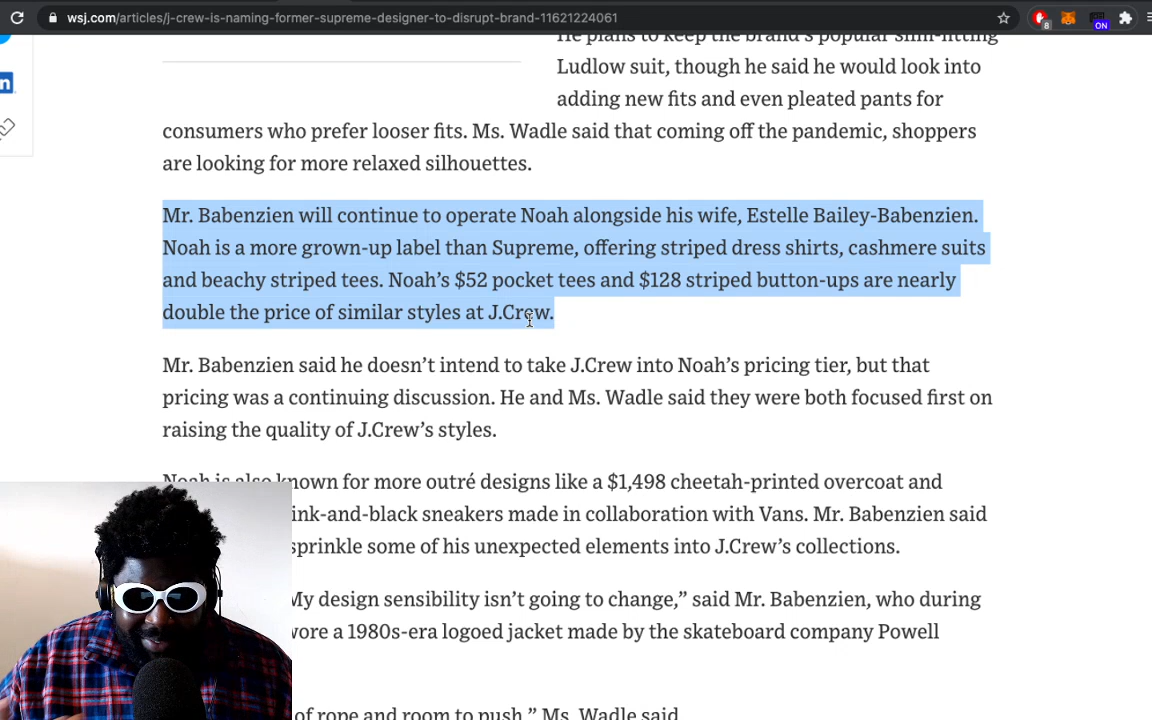 wsj.com/articles/j-crew-is-naming-former-supreme-designer-to-disrupt-brand-11621224061
8
ON
n
He plans to keep the brand’s popular slim-fitting
Ludlow suit, though he said he would look into
adding new fits and even pleated pants for
consumers who prefer looser fits. Ms. Wadle said that coming off the pandemic, shoppers
are looking for more relaxed silhouettes.
Mr. Babenzien will continue to operate Noah alongside his wife, Estelle Bailey-Babenzien.
Noah is a more grown-up label than Supreme, offering striped dress shirts, cashmere suits
and beachy striped tees. Noah’s $52 pocket tees and $128 striped button-ups are nearly
double the price of similar styles at J.Crew.
Mr. Babenzien said he doesn’t intend to take J.Crew into Noah’s pricing tier, but that
pricing was a continuing discussion. He and Ms. Wadle said they were both focused first on
raising the quality of J.Crew’s styles.
Noah is also known for more outré designs like a $1,498 cheetah-printed overcoat and
ink-and-black sneakers made in collaboration with Vans. Mr. Babenzien said
sprinkle some of his unexpected elements into J.Crew’s collections.
My design sensibility isn’t going to change,” said Mr. Babenzien, who during
wore a 1980s-era logoed jacket made by the skateboard company Powell
of rope and room to push,” Ms. Wadle said